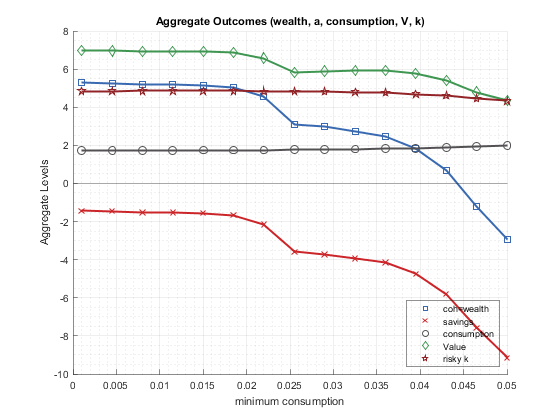 Aggregate Outcomes (wealth, a, consumption, V, k)
8
6
4
2
0
-2
-4
-6
-8
-10
Aggregate Levels
coh=wealth
savings
consumption
Value
risky k
0 0.005 0.01 0.015 0.02 0.025 0.03 0.035 0.04 0.045 0.05
minimum consumption